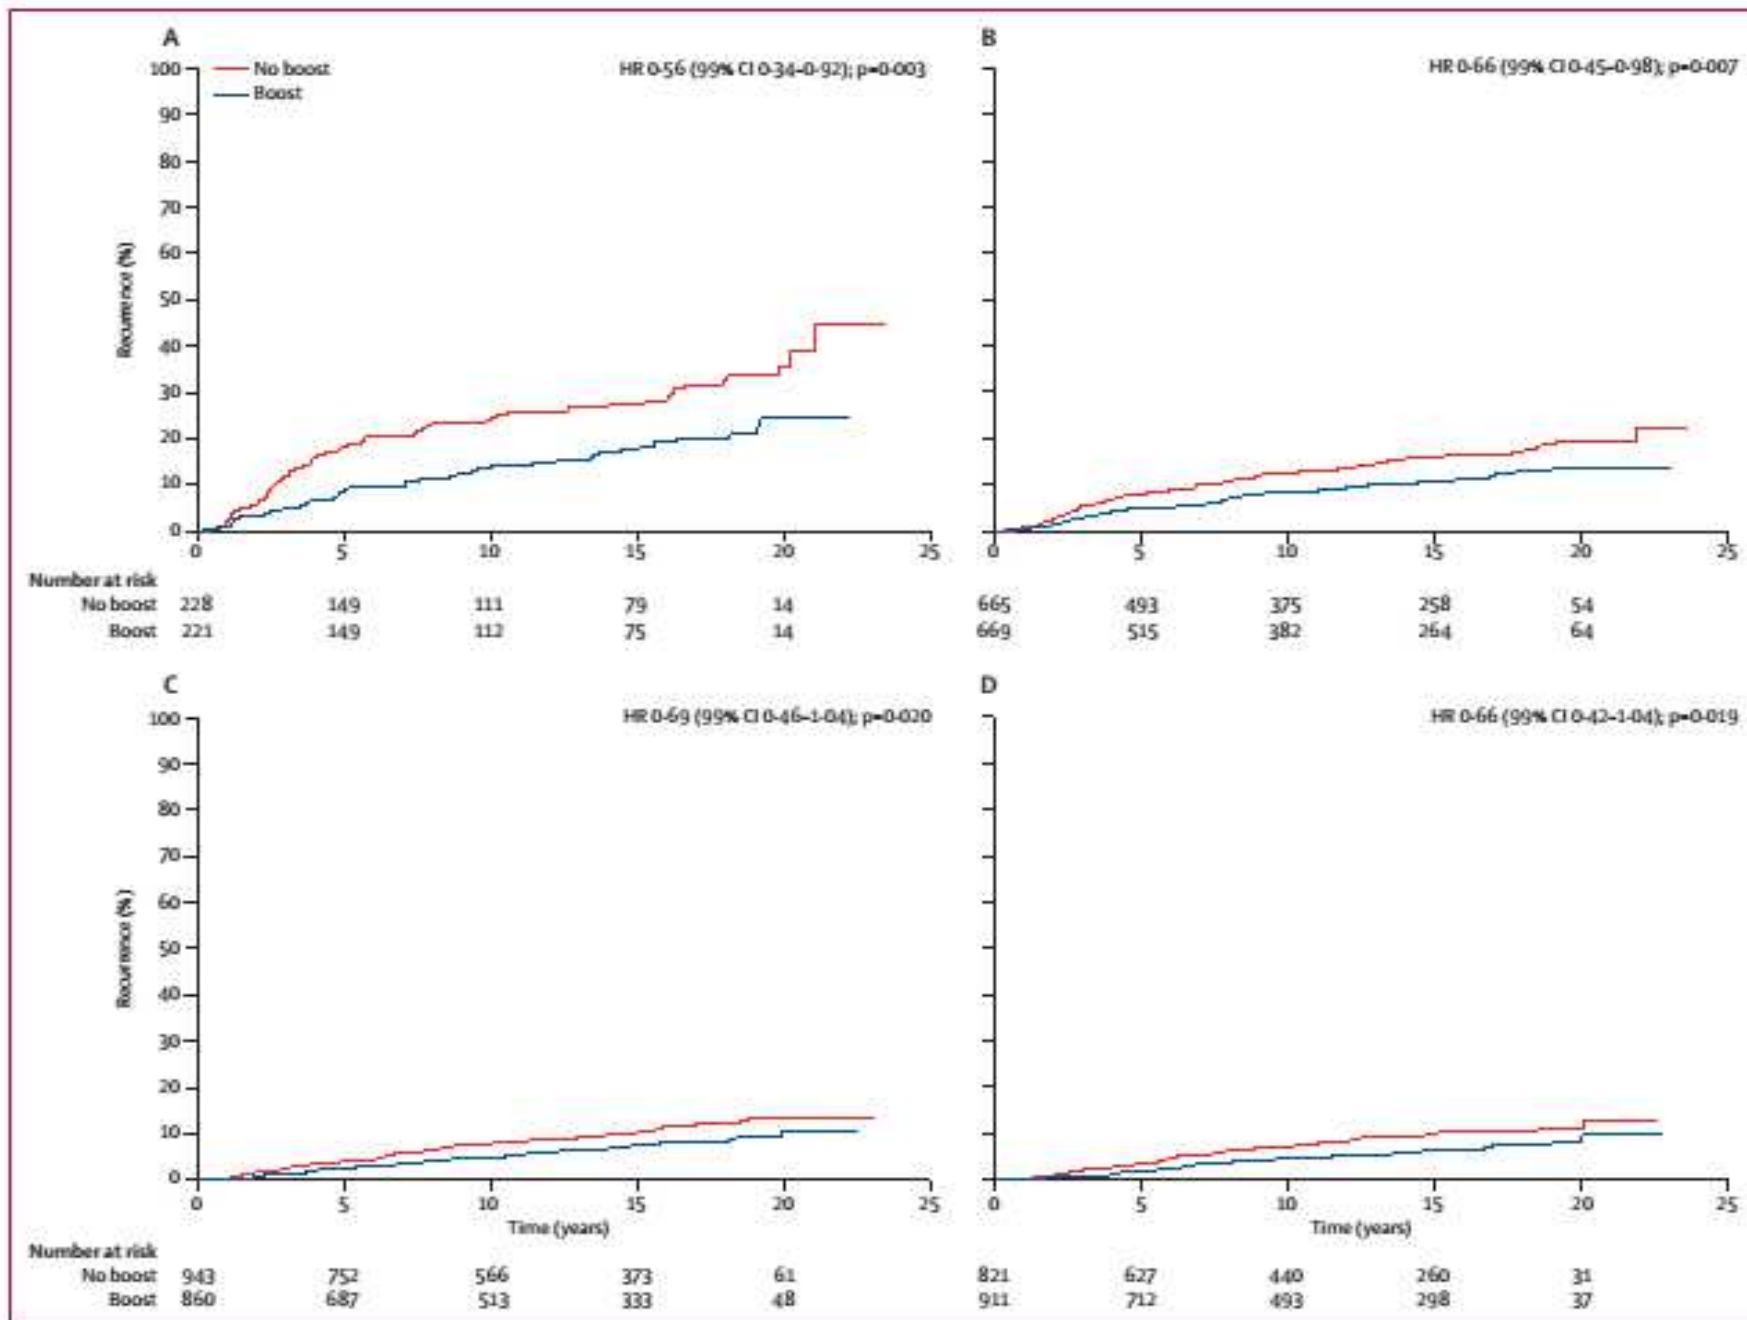 A
No boost
Boost
HR 0·56 (99% CI 0·34–0·92); p=0·003
Recurrence (%)
100
90
80
70
60
50
40
30
20
10
0
0 5 10 15 20 25
Number at risk
No boost 228 149 111 79 14
Boost 221 149 112 75 14
B
HR 0·66 (99% CI 0·45–0·98); p=0·007
0 5 10 15 20 25
665 493 375 258 54
669 515 382 264 64
C
HR 0·69 (99% CI 0·46–1·04); p=0·020
Recurrence (%)
100
90
80
70
60
50
40
30
20
10
0
0 5 10 15 20 25
Time (years)
Number at risk
No boost 943 752 566 373 61
Boost 860 687 513 333 48
D
HR 0·66 (99% CI 0·42–1·04); p=0·019
0 5 10 15 20 25
Time (years)
821 627 440 260 31
911 712 493 298 37